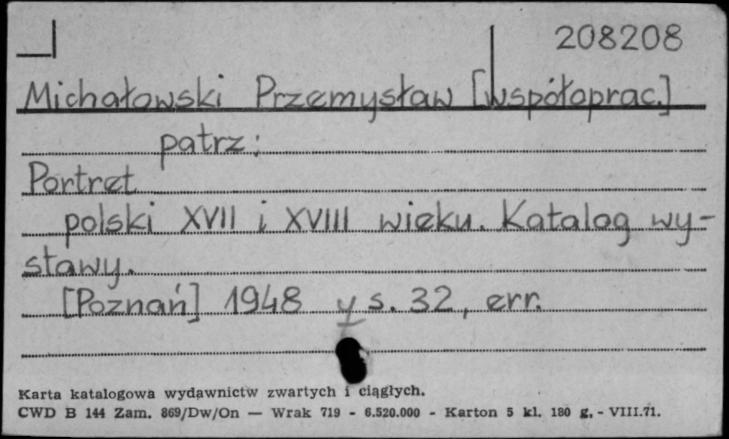 208208
Michałowski Przemysław [współoprac.]
patrz:
Portret
polski XVII i XVIII wieku. Katalog wy-
stawy.
[Poznań] 1948 s. 32, err.
Karta katalogowa wydawnictw zwartych i ciągłych.
CWD B 144 Zam. 869/Dw/On — Wrak 719 - 6.520.000 - Karton 5 kl. 180 g. - VIII.71.